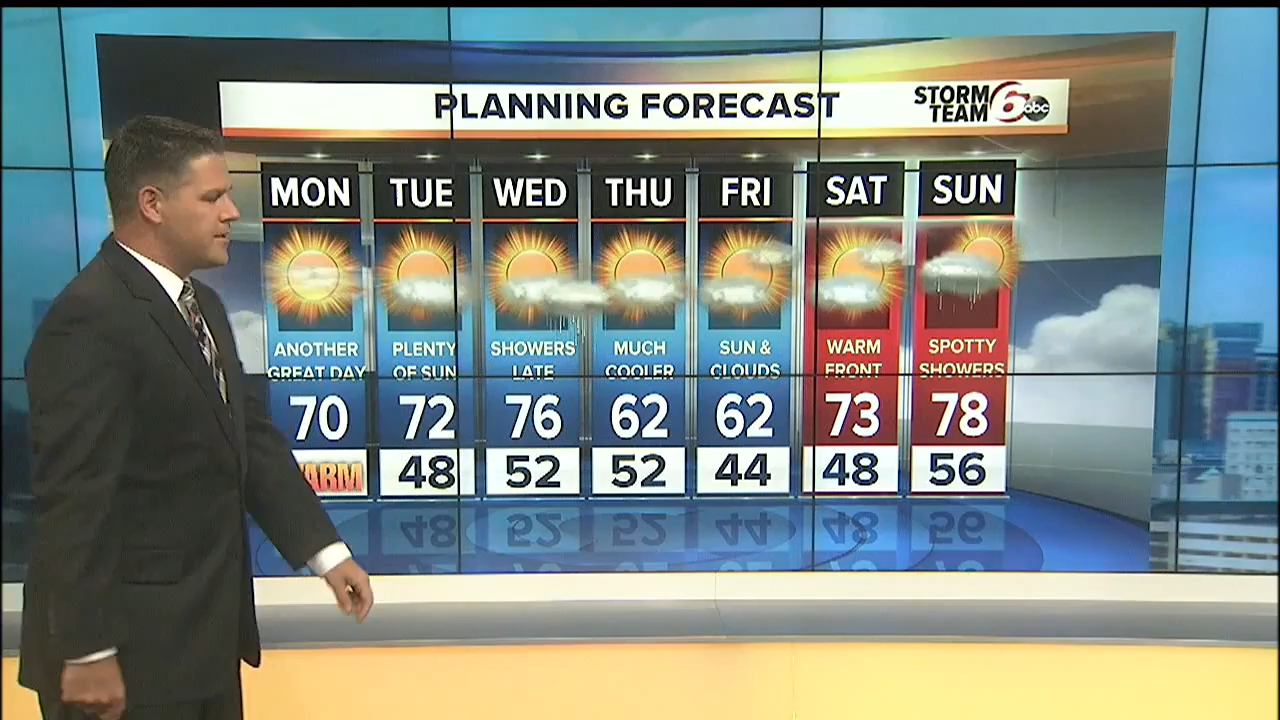 PLANNING FORECAST
STORM
TEAM 6 abc
MON TUE WED THU FRI SAT SUN
ANOTHER PLENTY SHOWERS MUCH SUN & WARM SPOTTY
GREAT DAY OF SUN LATE COOLER CLOUDS FRONT SHOWERS
70 72 76 62 62 73 78
48 52 52 44 48 56